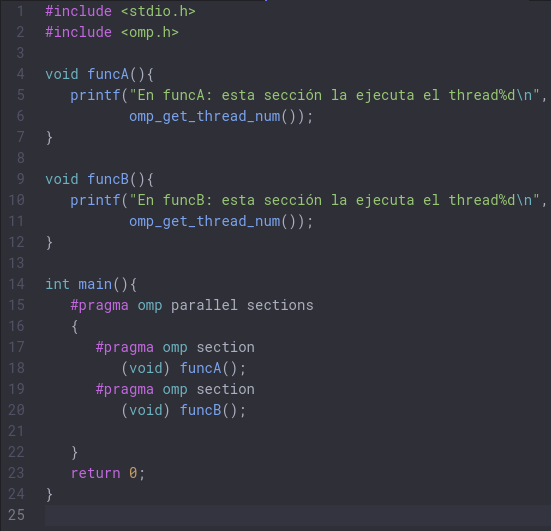 1 #include <stdio.h>
2 #include <omp.h>
3
4 void funcA(){
5    printf("En funcA: esta sección la ejecuta el thread%d\n",
6           omp_get_thread_num());
7 }
8
9 void funcB(){
10    printf("En funcB: esta sección la ejecuta el thread%d\n",
11           omp_get_thread_num());
12 }
13
14 int main(){
15    #pragma omp parallel sections
16    {
17       #pragma omp section
18          (void) funcA();
19       #pragma omp section
20          (void) funcB();
21
22    }
23    return 0;
24 }
25